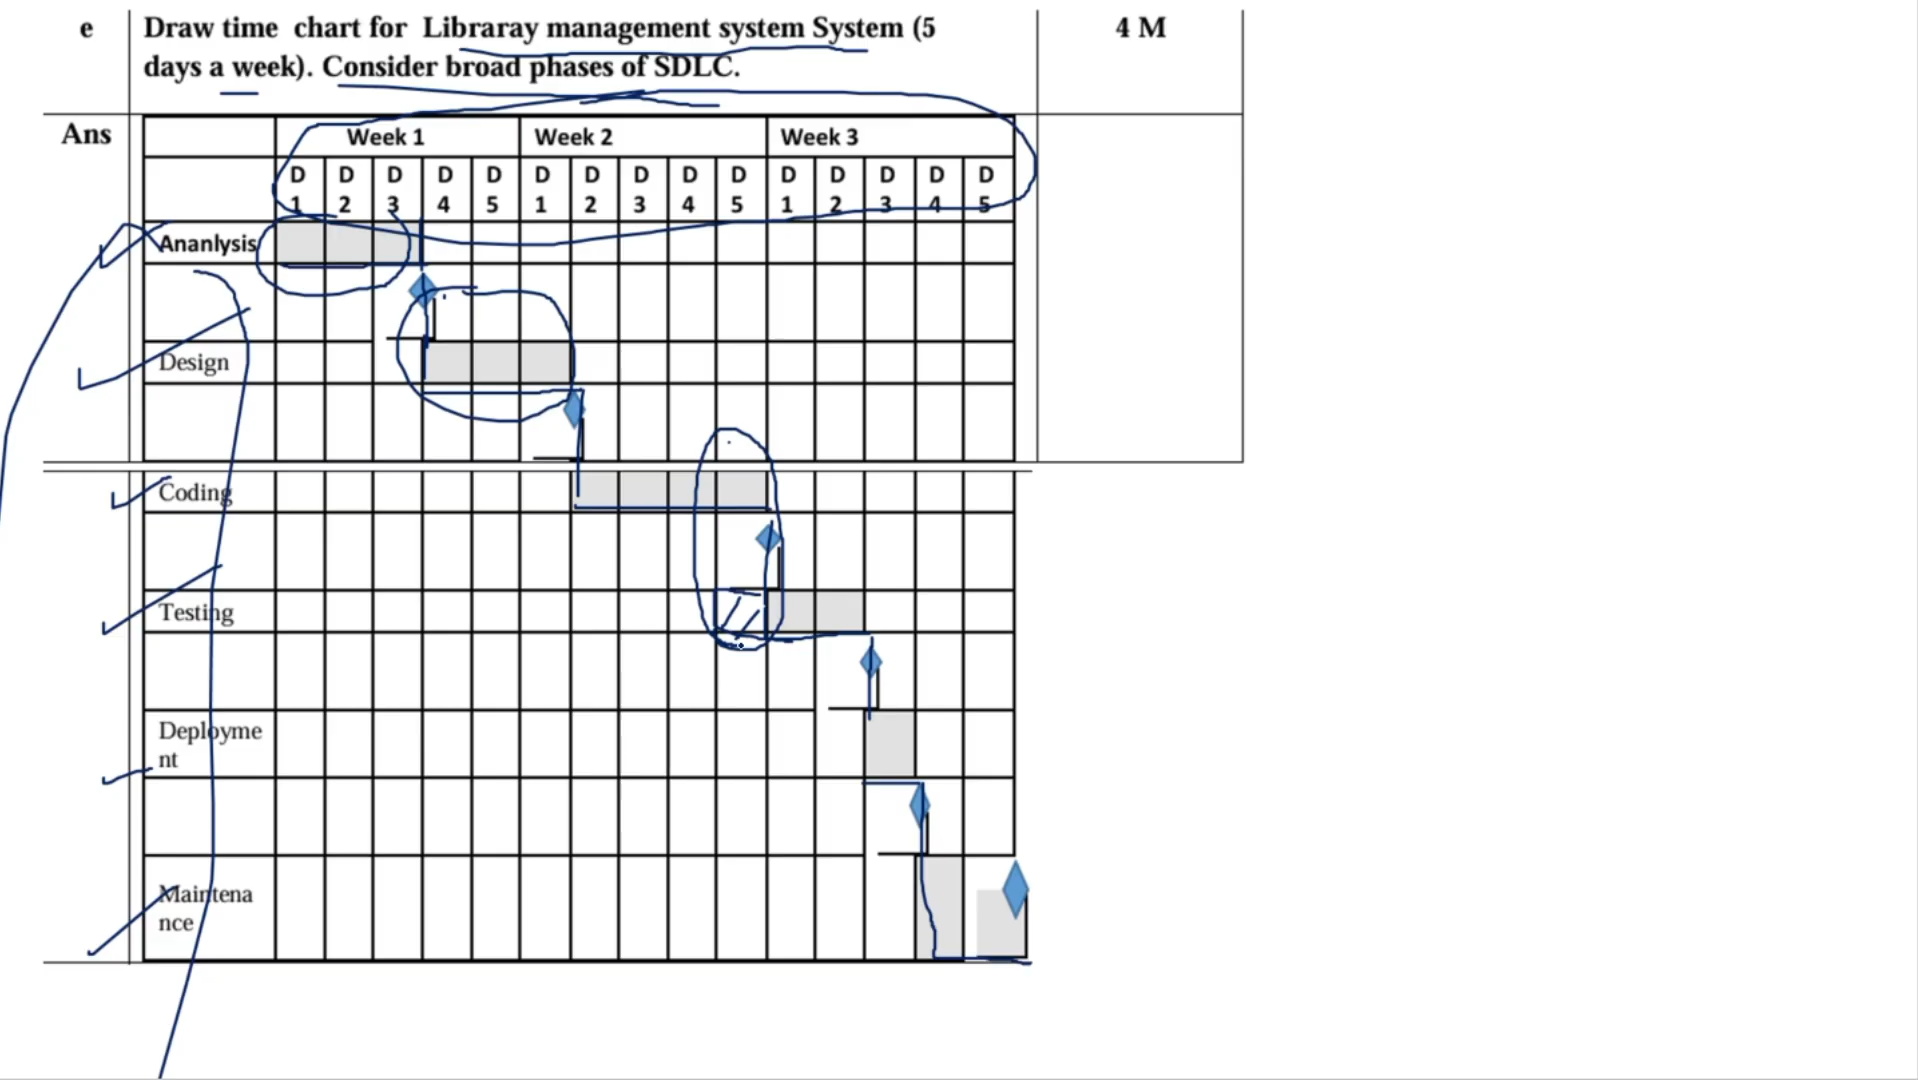 e
Draw time chart for Libraray management system System (5
days a week). Consider broad phases of SDLC.
4 M
Ans
Week 1 Week 2 Week 3
D D D D D D D D D D D D D D D
1 2 3 4 5 1 2 3 4 5 1 2 3 4 5
Ananlysis
Design
Coding
Testing
Deployme
nt
Maintena
nce